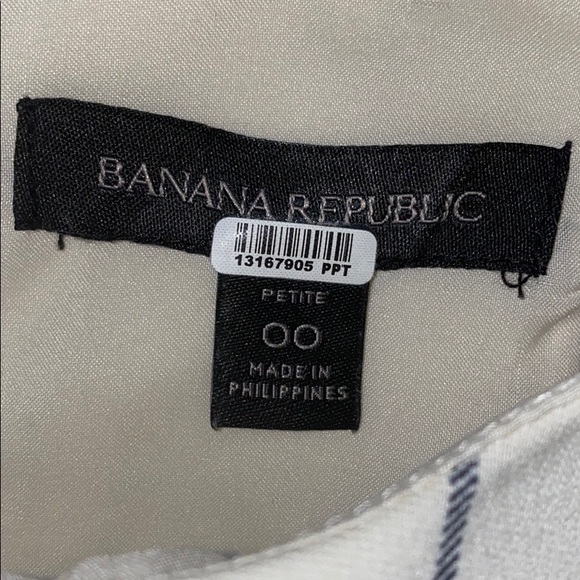 BANANA REPUBLIC
13167905 PPT
PETITE
00
MADE IN
PHILIPPINES